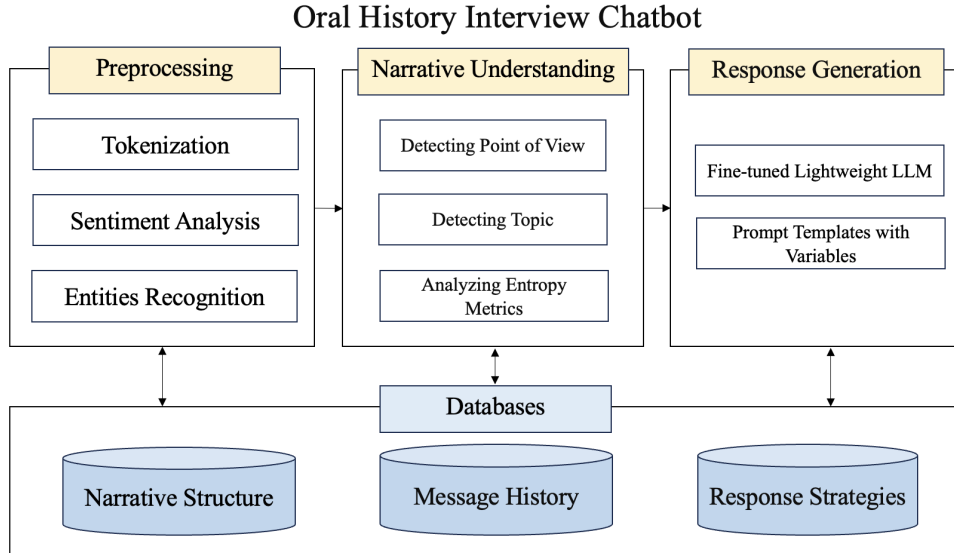 Oral History Interview Chatbot
Preprocessing
Tokenization
Sentiment Analysis
Entities Recognition
Narrative Understanding
Detecting Point of View
Detecting Topic
Analyzing Entropy
Metrics
Response Generation
Fine-tuned Lightweight LLM
Prompt Templates with
Variables
Databases
Narrative Structure
Message History
Response Strategies